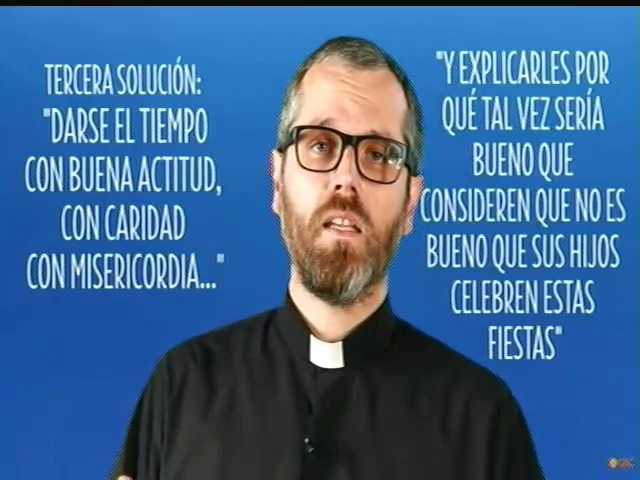 TERCERA SOLUCIÓN:
"DARSE EL TIEMPO
CON BUENA ACTITUD,
CON CARIDAD
CON MISERICORDIA..."
"Y EXPLICARLES POR
QUÉ TAL VEZ SERÍA
BUENO QUE
CONSIDEREN QUE NO ES
BUENO QUE SUS HIJOS
CELEBREN ESTAS
FIESTAS"